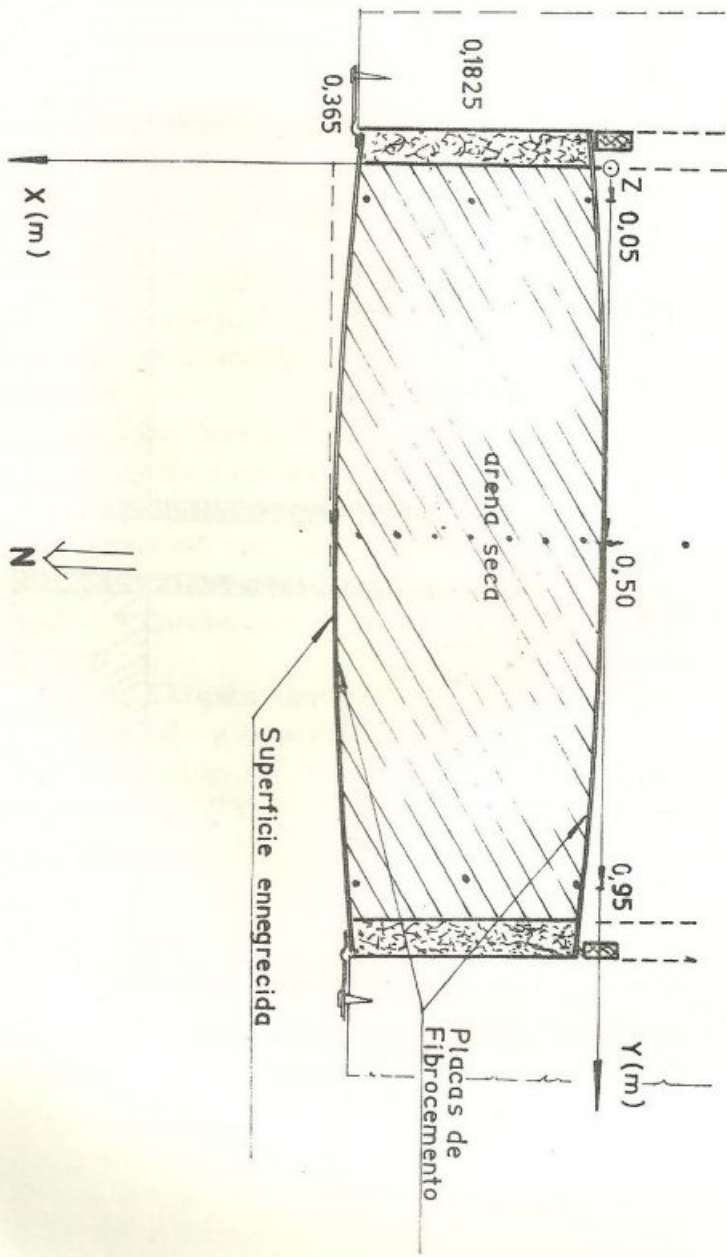 0,1825
0,365
X (m)
Z
0,05
0,50
0,95
Y (m)
arena seca
N
Superficie ennegrecida
Placas de
Fibrocemento